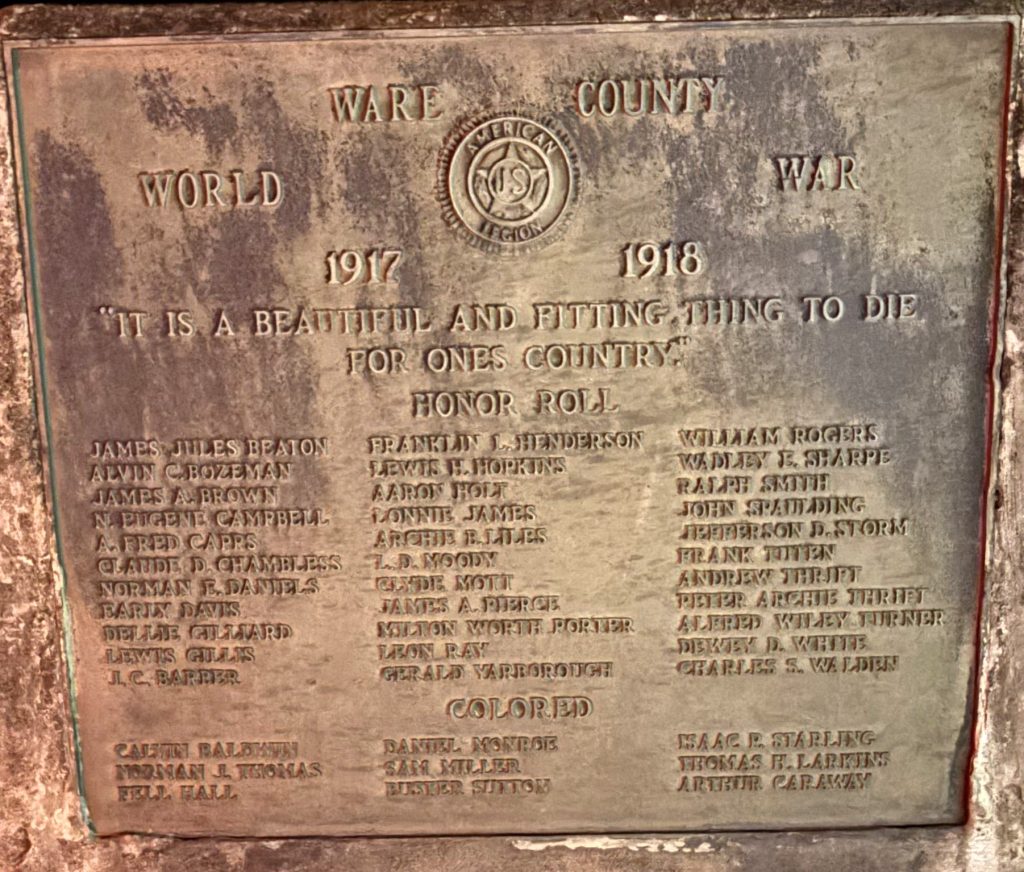 WARE COUNTY
AMERICAN
US
LEGION
WORLD WAR
1917 1918
"IT IS A BEAUTIFUL AND FITTING THING TO DIE
FOR ONES COUNTRY."
HONOR ROLL
JAMES JULES BEATON
ALVIN C. BOZEMAN
JAMES A. BROWN
N. EUGENE CAMPBELL
A. FRED CAPPS
CLAUDE D. CHAMBLESS
NORMAN E. DANIELS
EARLY DAVIS
DELLIE GILLIARD
LEWIS GILLIS
J. C. BARBER
FRANKLIN L. HENDERSON
LEWIS H. HOPKINS
AARON HOLT
LONNIE JAMES
ARCHIE B. LILES
L. D. MOODY
CLYDE MOTT
JAMES A. PIERCE
MILTON WORTH PORTER
LEON RAY
GERALD YARBOROUGH
WILLIAM ROGERS
WADLEY E. SHARPE
RALPH SMITH
JOHN SPAULDING
JEFFERSON D. STORM
FRANK TUTEN
ANDREW THRIFT
PETER ARCHIE THRIFT
ALFRED WILEY TURNER
DEWEY D. WHITE
CHARLES S. WALDEN
COLORED
CALVIN BALDWIN
NORMAN J. THOMAS
FELL HALL
DANIEL MONROE
SAM MILLER
BUSTER SUTTON
ISAAC P. STARLING
THOMAS H. LARKINS
ARTHUR CARAWAY